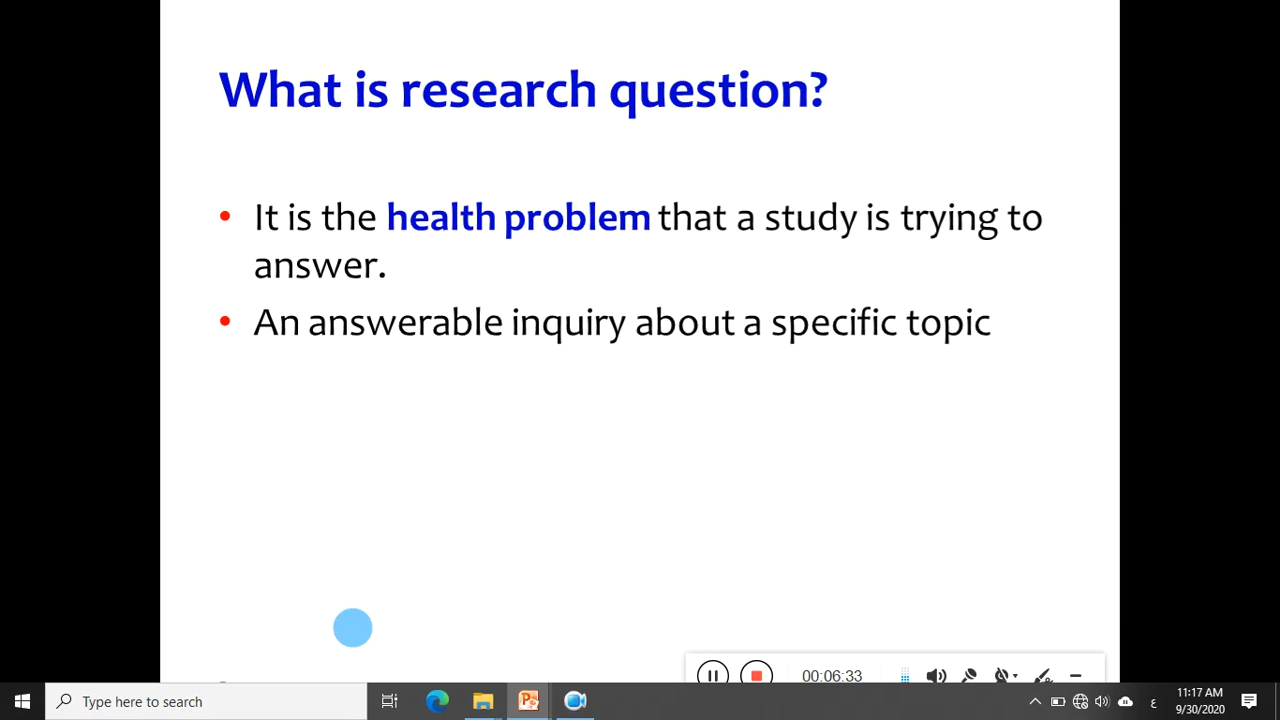 What is research question?
• It is the health problem that a study is trying to
answer.
• An answerable inquiry about a specific topic
00:06:33
Type here to search
ع
11:17 AM
9/30/2020